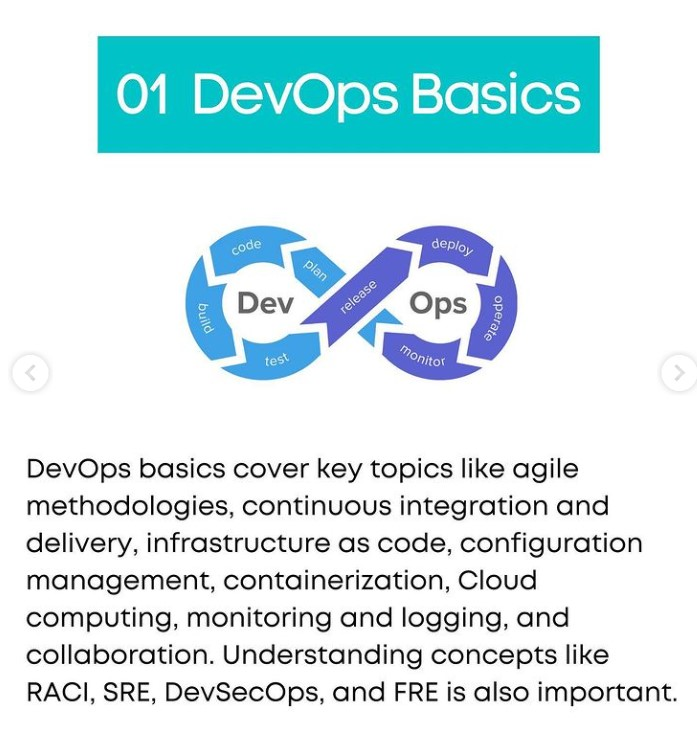 01 DevOps Basics
code
plan
build
Dev
test
release
deploy
Ops
operate
monitor
DevOps basics cover key topics like agile
methodologies, continuous integration and
delivery, infrastructure as code, configuration
management, containerization, Cloud
computing, monitoring and logging, and
collaboration. Understanding concepts like
RACI, SRE, DevSecOps, and FRE is also important.